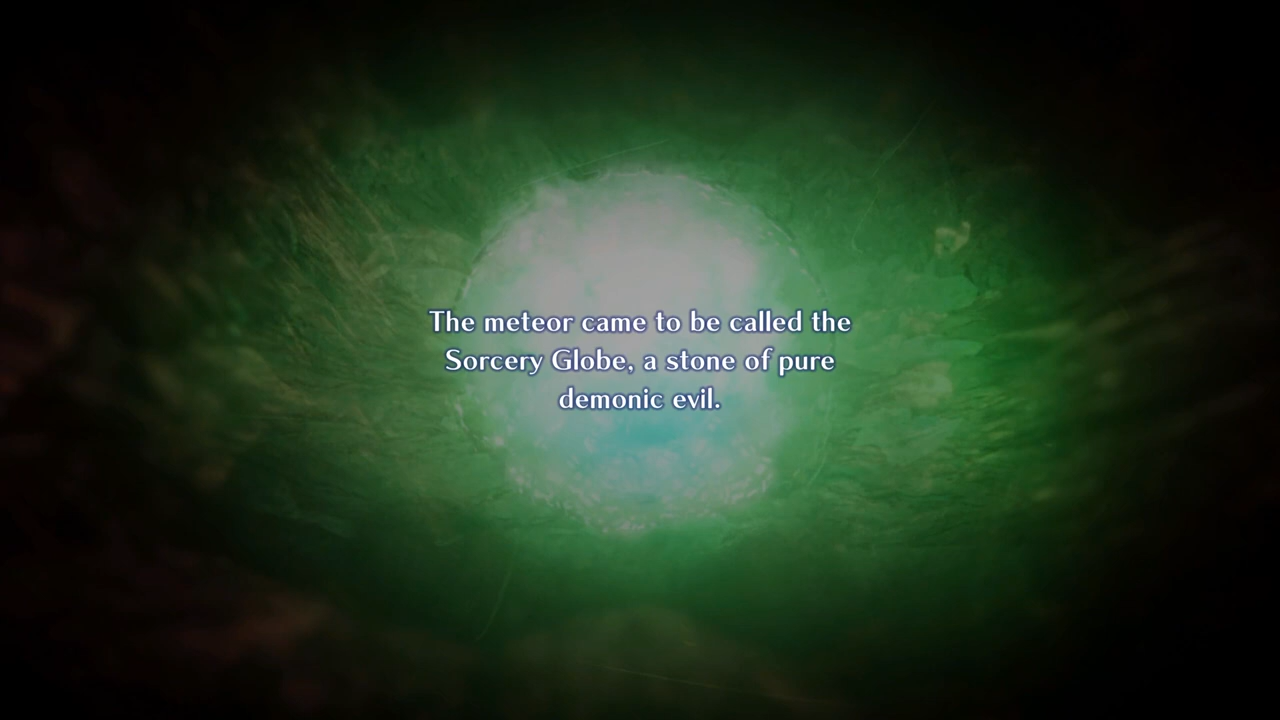 The meteor came to be called the
Sorcery Globe, a stone of pure
demonic evil.